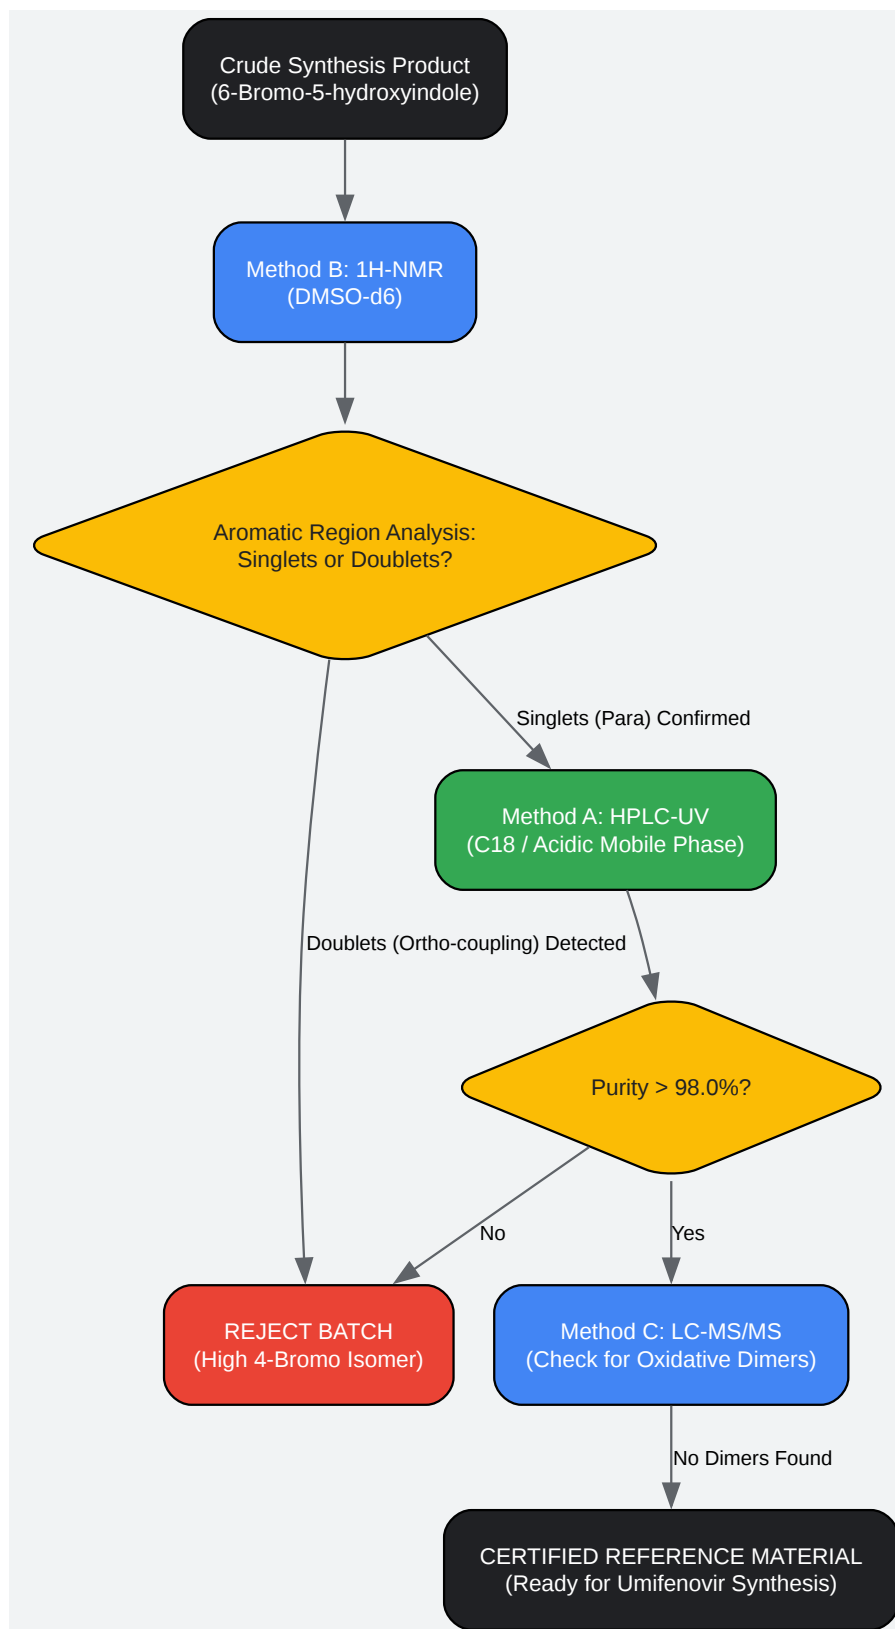 Crude Synthesis Product
(6-Bromo-5-hydroxyindole)
Method B: 1H-NMR
(DMSO-d6)
Aromatic Region Analysis:
Singlets or Doublets?
Singlets (Para) Confirmed
Method A: HPLC-UV
(C18 / Acidic Mobile Phase)
Doublets (Ortho-coupling) Detected
Purity > 98.0%?
No
Yes
REJECT BATCH
(High 4-Bromo Isomer)
Method C: LC-MS/MS
(Check for Oxidative Dimers)
No Dimers Found
CERTIFIED REFERENCE MATERIAL
(Ready for Umifenovir Synthesis)